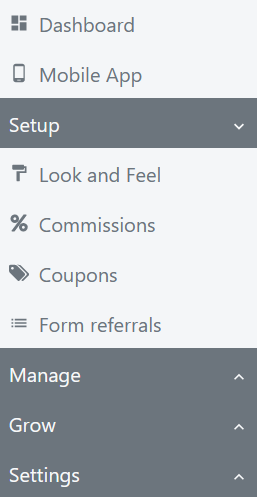 Dashboard
Mobile App
Setup
Look and Feel
Commissions
Coupons
Form referrals
Manage
Grow
Settings